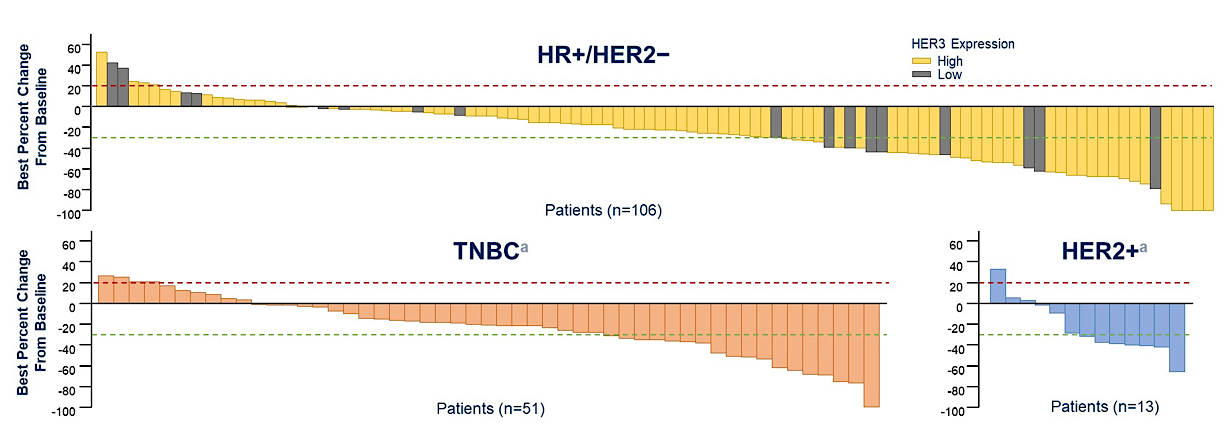 HR+/HER2−
HER3 Expression
High
Low
Best Percent Change
From Baseline
60
40
20
0
-20
-40
-60
-80
-100
Patients (n=106)
TNBCa
Best Percent Change
From Baseline
60
40
20
0
-20
-40
-60
-80
-100
Patients (n=51)
HER2+a
60
40
20
0
-20
-40
-60
-80
-100
Patients (n=13)